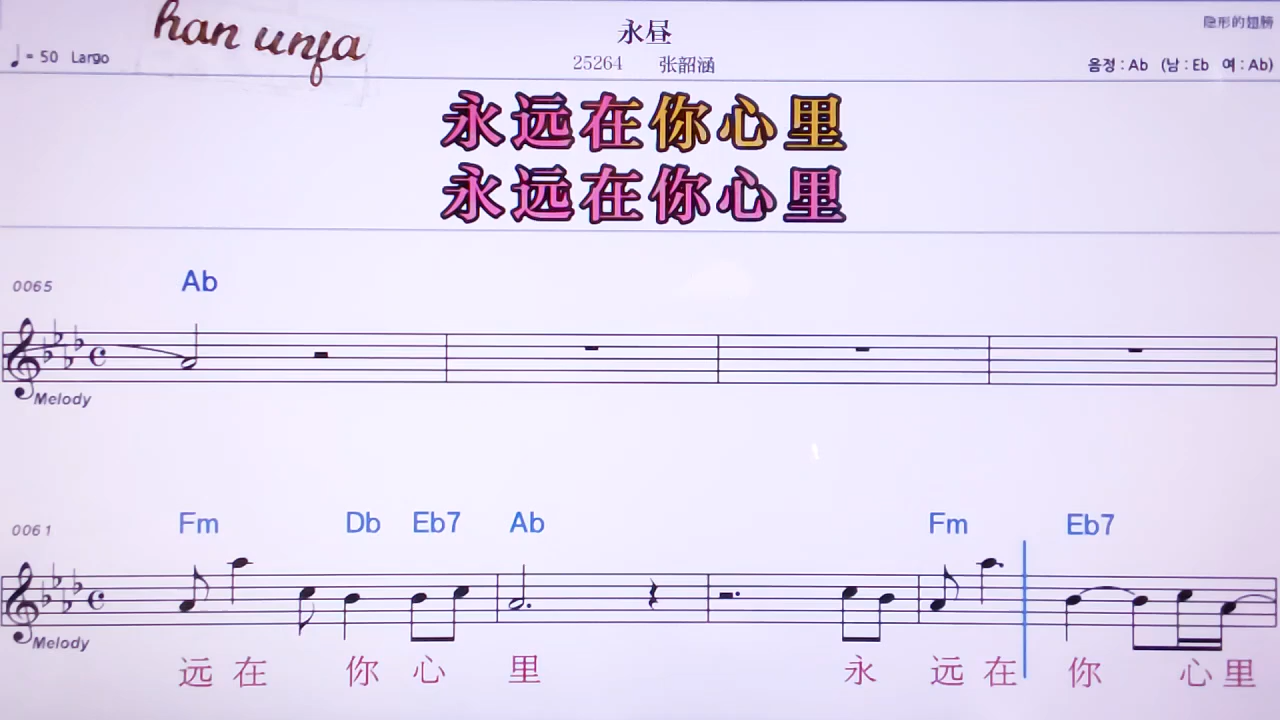 han unja
永昼
隐形的翅膀
♩= 50 Largo
25264 张韶涵
음정 : Ab (남 : Eb 여 : Ab)
永远在你心里
永远在你心里
0065 Ab
Melody
0061 Fm Db Eb7 Ab Fm Eb7
Melody
远在 你 心 里 永 远 在 你 心里